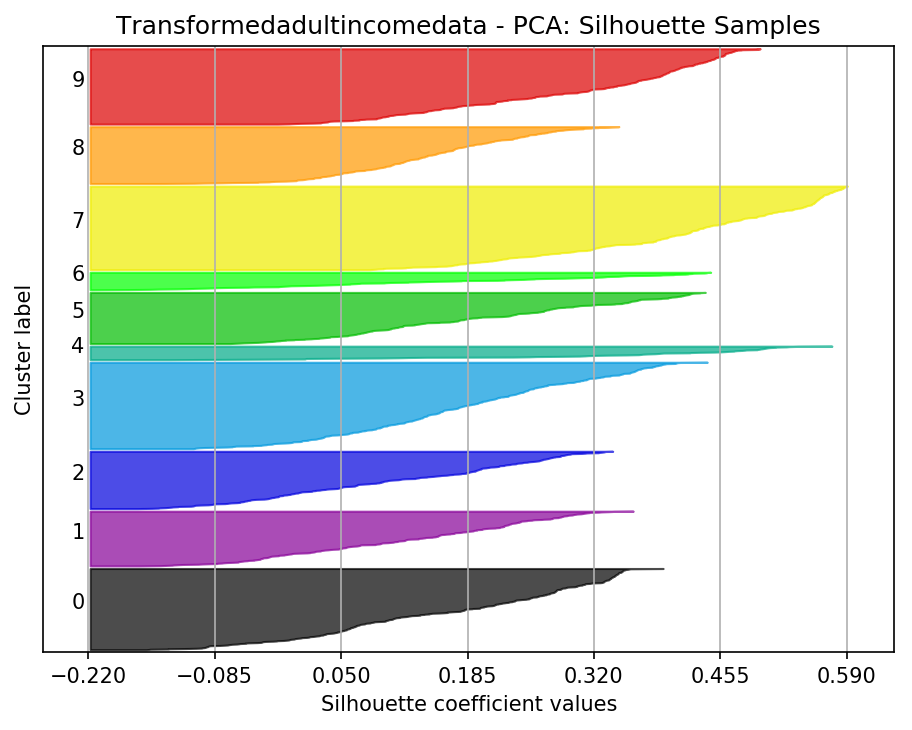 Transformedadultincomedata - PCA: Silhouette Samples
Cluster label
9
8
7
6
5
4
3
2
1
0
−0.220 −0.085 0.050 0.185 0.320 0.455 0.590
Silhouette coefficient values